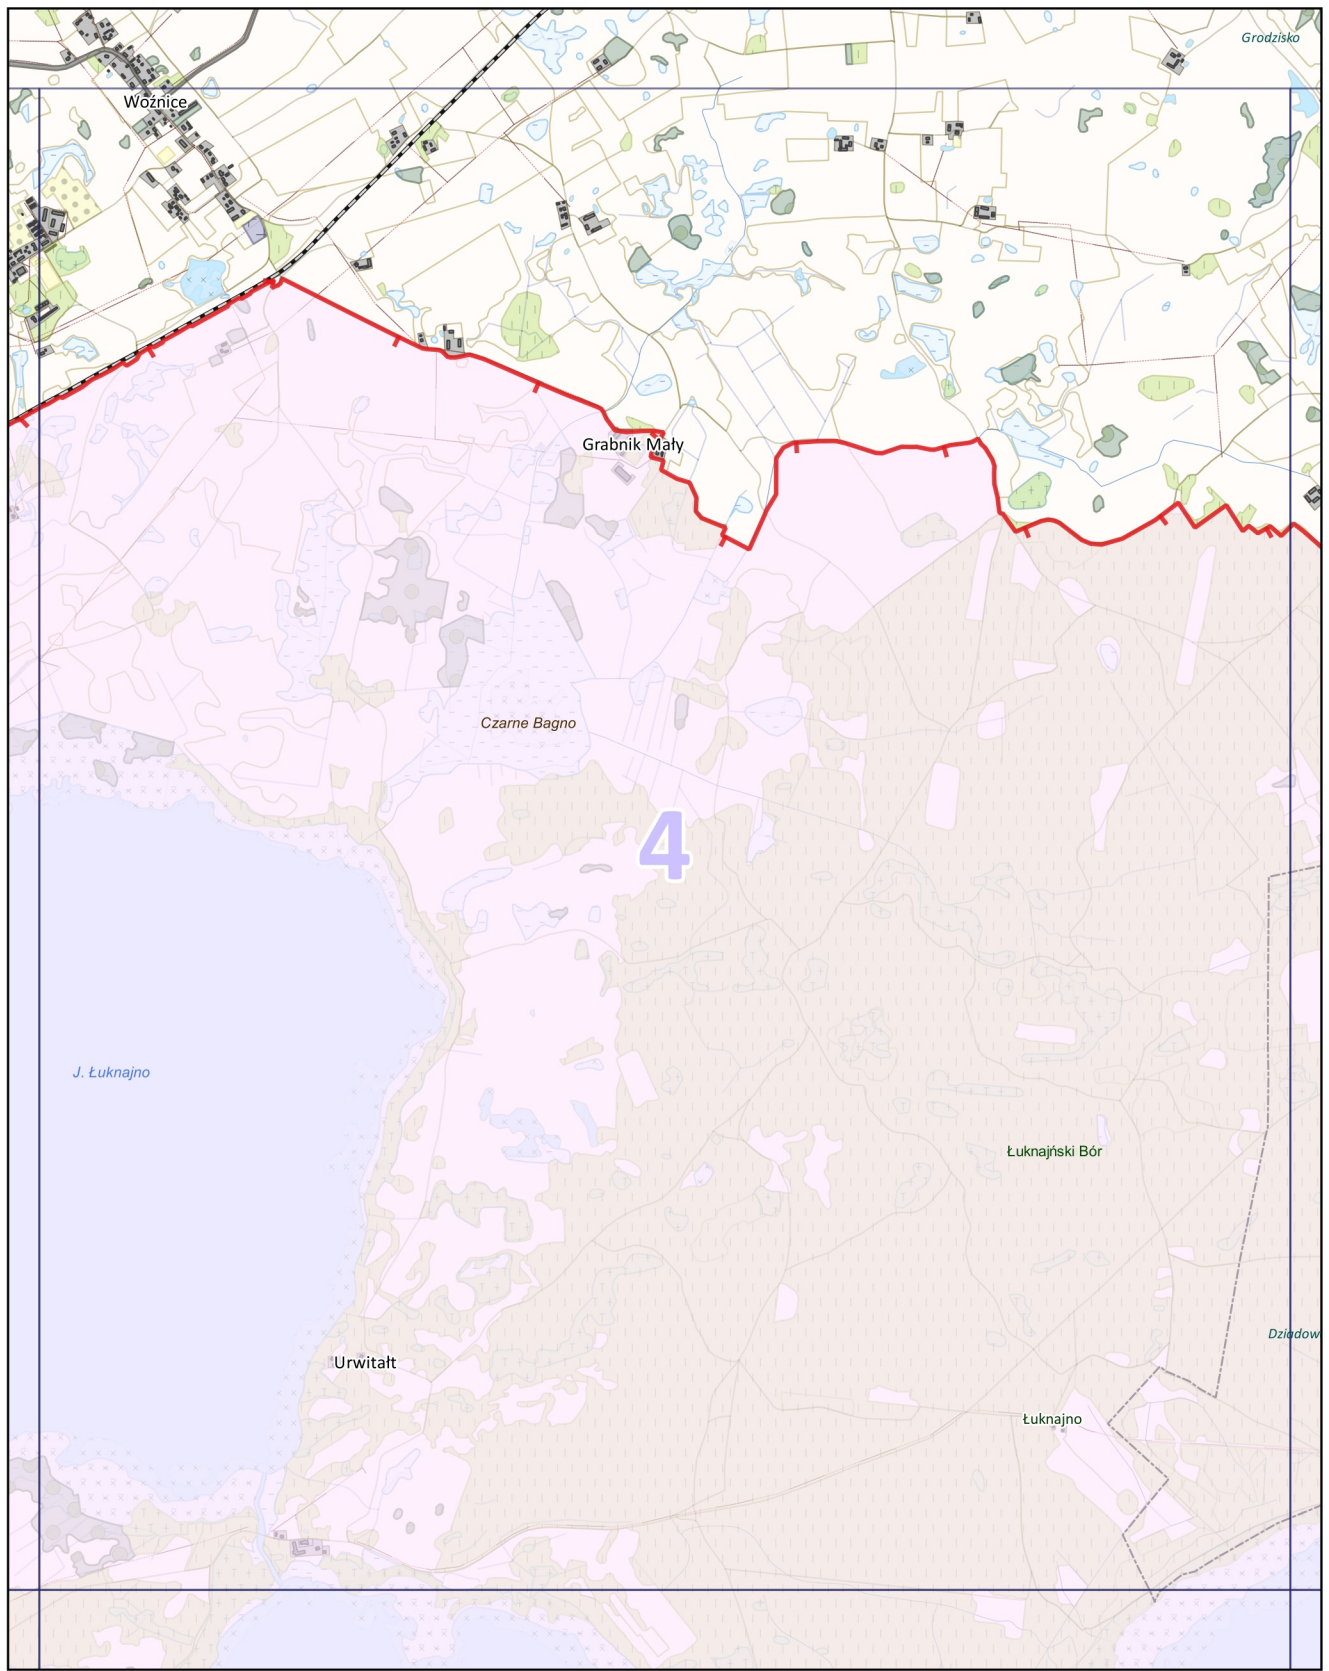 Grodzisko
Woźnice
Grabnik Mały
Czarne Bagno
4
J. Łuknajno
Łuknajński Bór
Dziadow
Urwitałt
Łuknajno